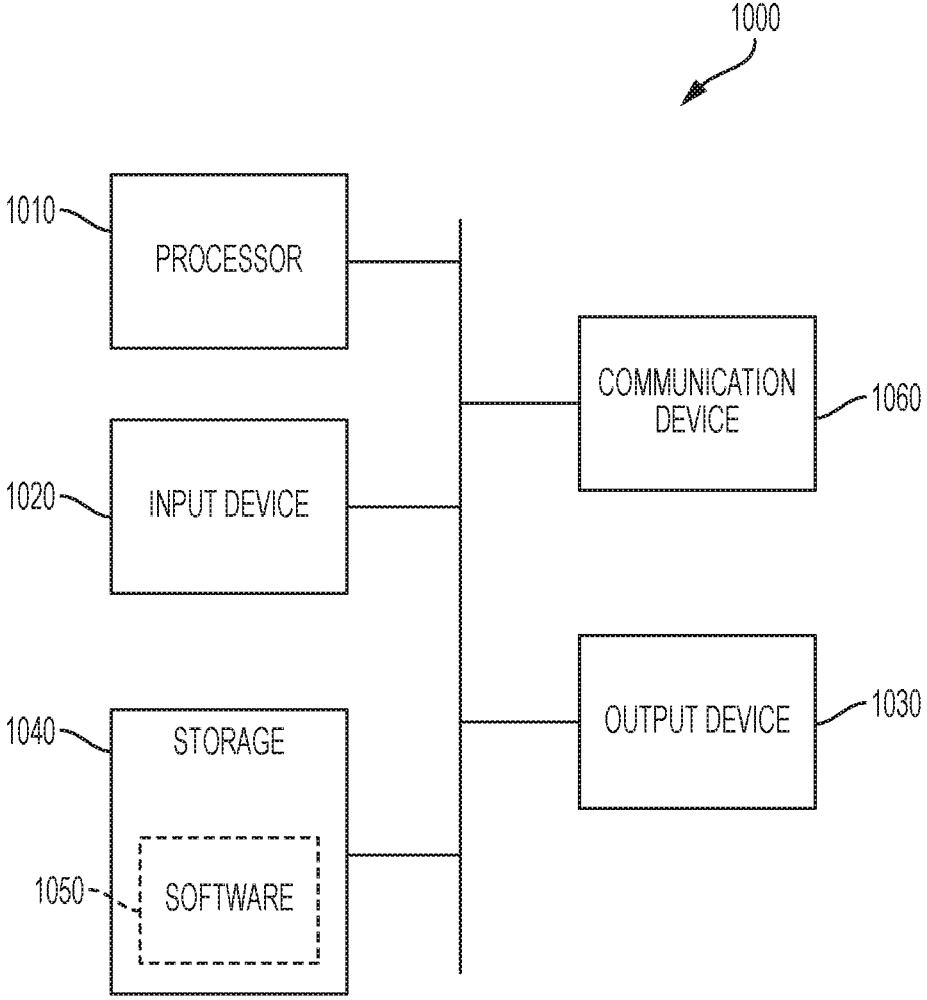 1000
1010
PROCESSOR
COMMUNICATION
DEVICE
1060
1020
INPUT DEVICE
1040
STORAGE
OUTPUT DEVICE
1030
1050
SOFTWARE